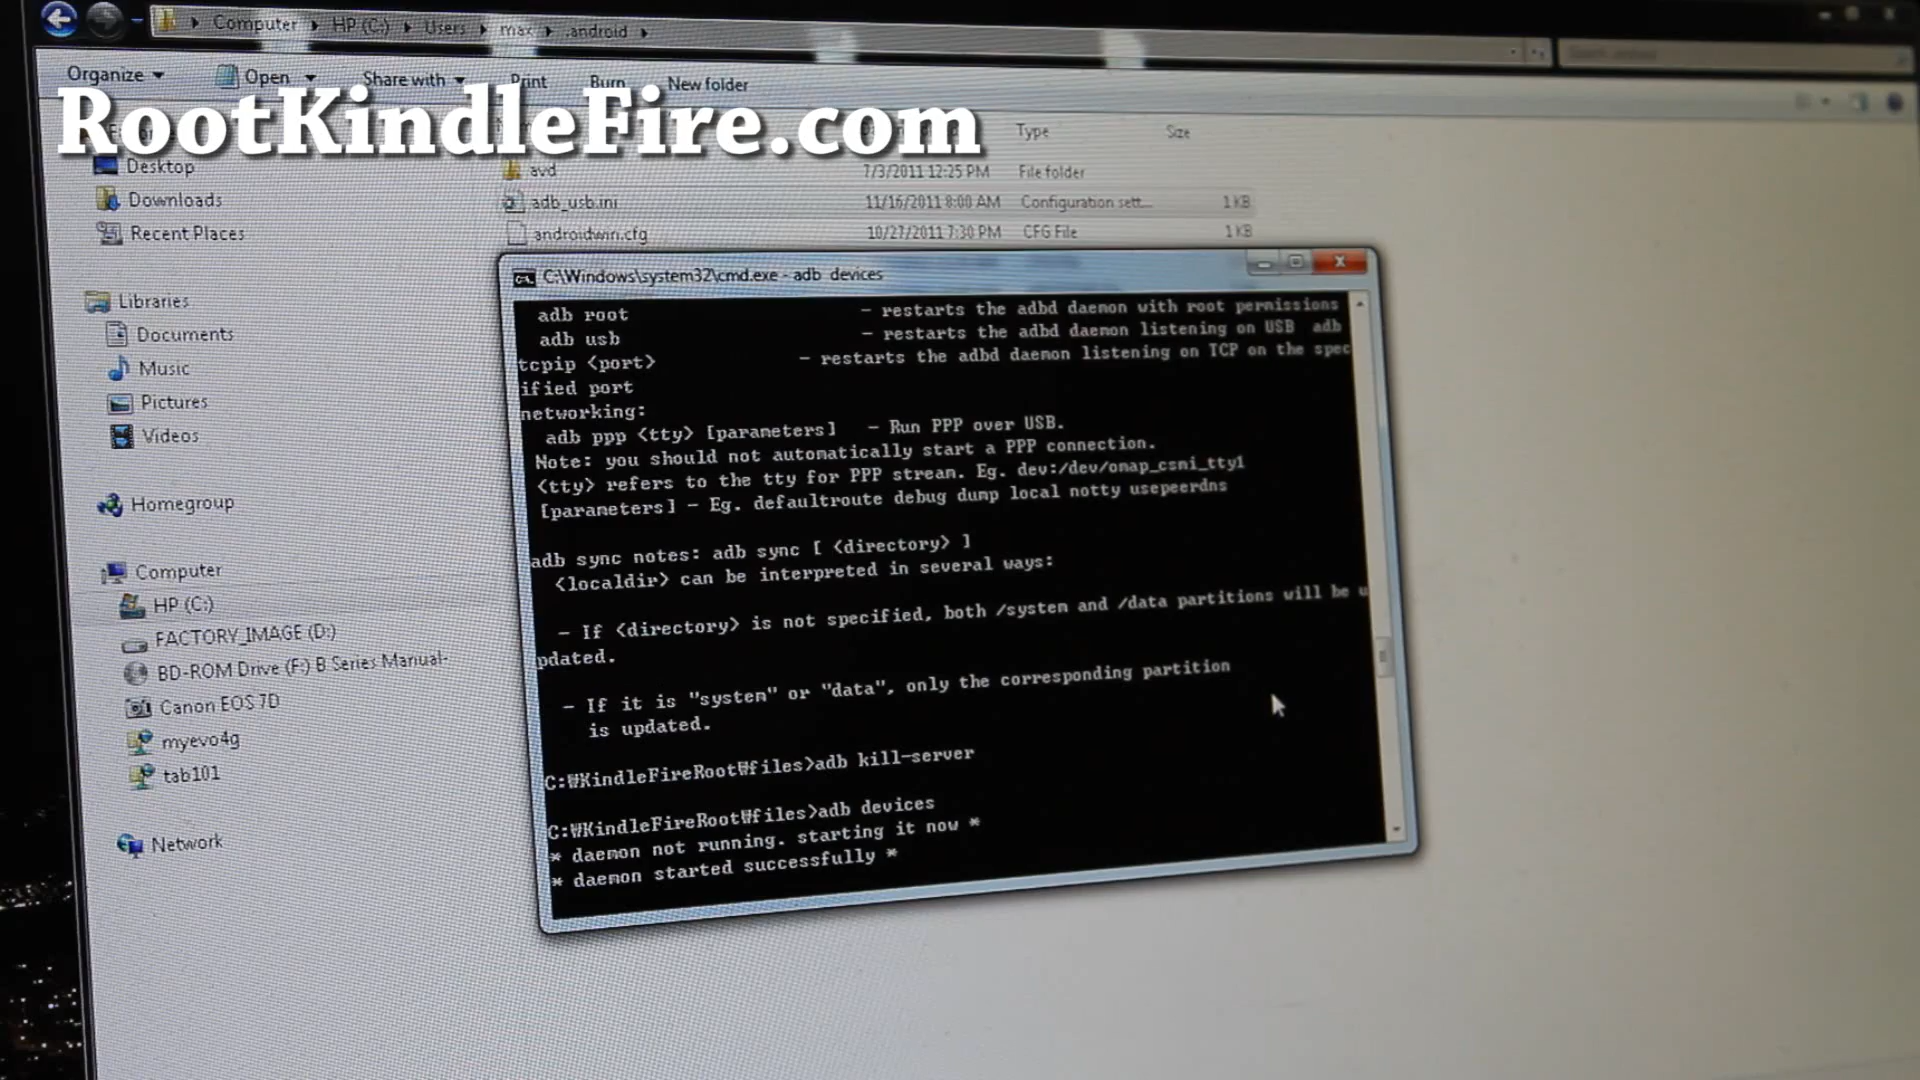 Computer HP (C:) Users max .android
Organize Open Share with Print Burn New folder
RootKindleFire.com
Type Size
Desktop
avd 7/3/2011 12:25 PM File folder
Downloads
adb_usb.ini 11/16/2011 8:00 AM Configuration sett... 1 KB
Recent Places
androidwin.cfg 10/27/2011 7:30 PM CFG File 1 KB
Libraries
Documents
Music
Pictures
Videos
Homegroup
Computer
HP (C:)
FACTORY_IMAGE (D:)
BD-ROM Drive (F:) B Series Manual-
Canon EOS 7D
myevo4g
tab101
Network
C:\Windows\system32\cmd.exe - adb devices
adb root - restarts the adbd daemon with root permissions
adb usb - restarts the adbd daemon listening on USB adb
tcpip <port> - restarts the adbd daemon listening on TCP on the spec
ified port
networking:
adb ppp <tty> [parameters] - Run PPP over USB.
Note: you should not automatically start a PPP connection.
<tty> refers to the tty for PPP stream. Eg. dev:/dev/omap_csmi_tty1
[parameters] - Eg. defaultroute debug dump local notty usepeerdns
adb sync notes: adb sync [ <directory> ]
<localdir> can be interpreted in several ways:
- If <directory> is not specified, both /system and /data partitions will be u
pdated.
- If it is "system" or "data", only the corresponding partition
is updated.
C:₩KindleFireRoot₩files>adb kill-server
C:₩KindleFireRoot₩files>adb devices
* daemon not running. starting it now *
* daemon started successfully *